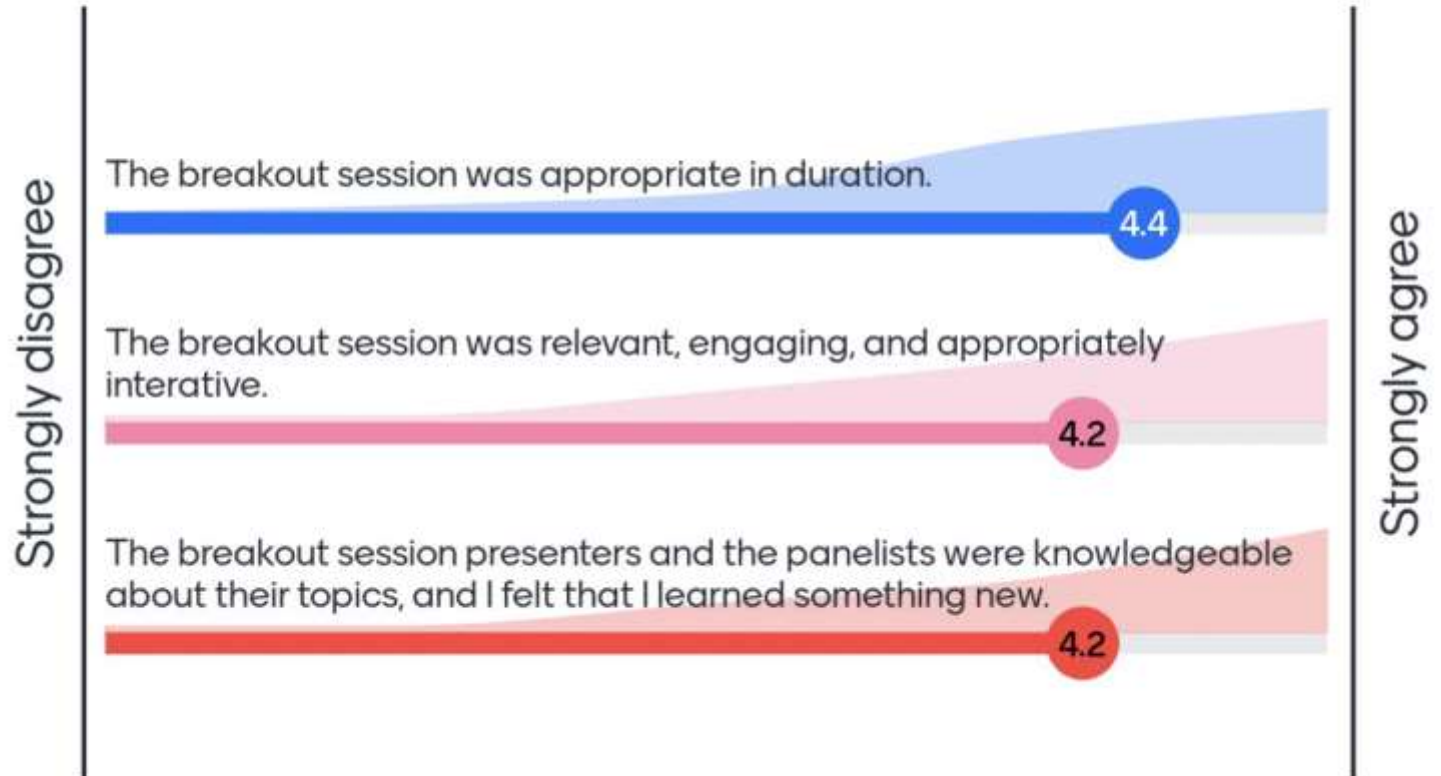 Strongly disagree
The breakout session was appropriate in duration.
4.4
The breakout session was relevant, engaging, and appropriately
interative.
4.2
The breakout session presenters and the panelists were knowledgeable
about their topics, and I felt that I learned something new.
4.2
Strongly agree